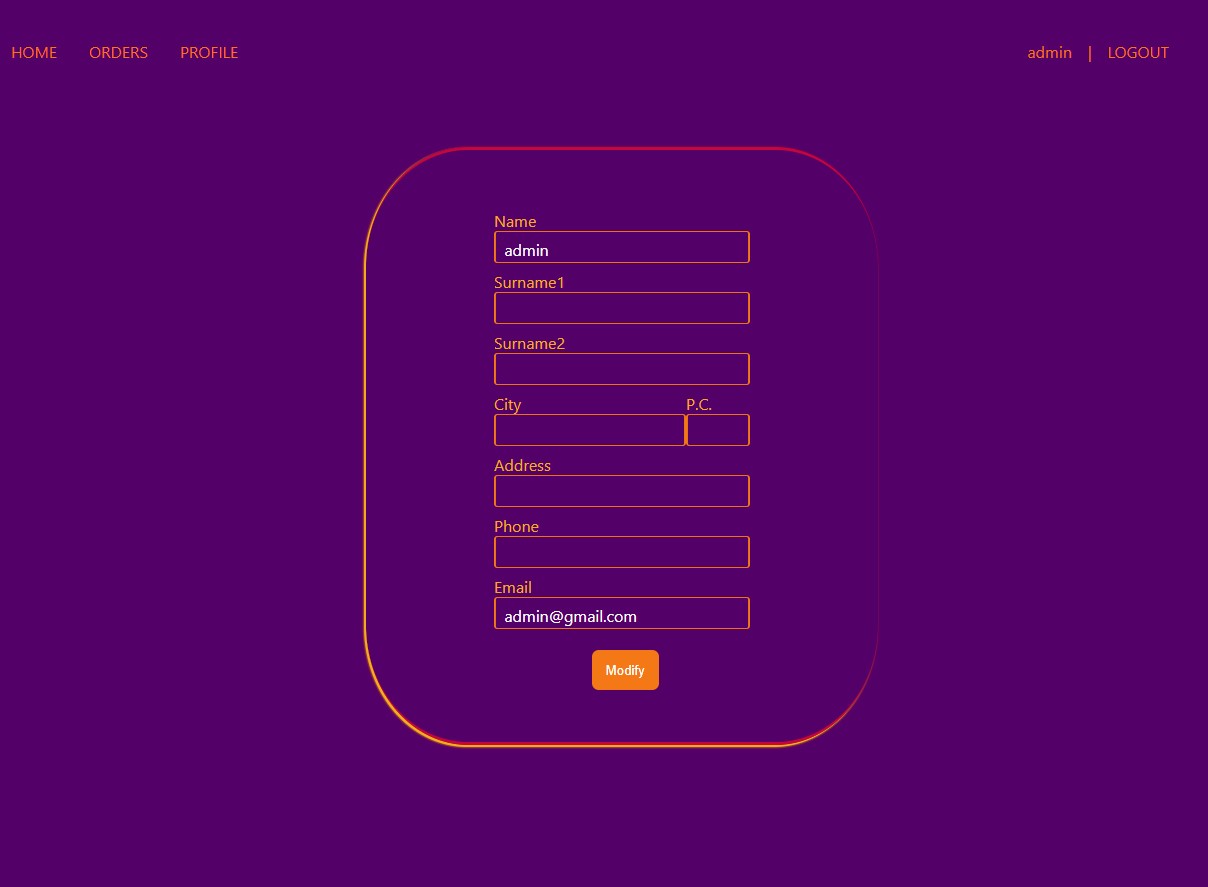 HOME ORDERS PROFILE admin | LOGOUT
Name
admin
Surname1
Surname2
City P.C.
Address
Phone
Email
admin@gmail.com
Modify